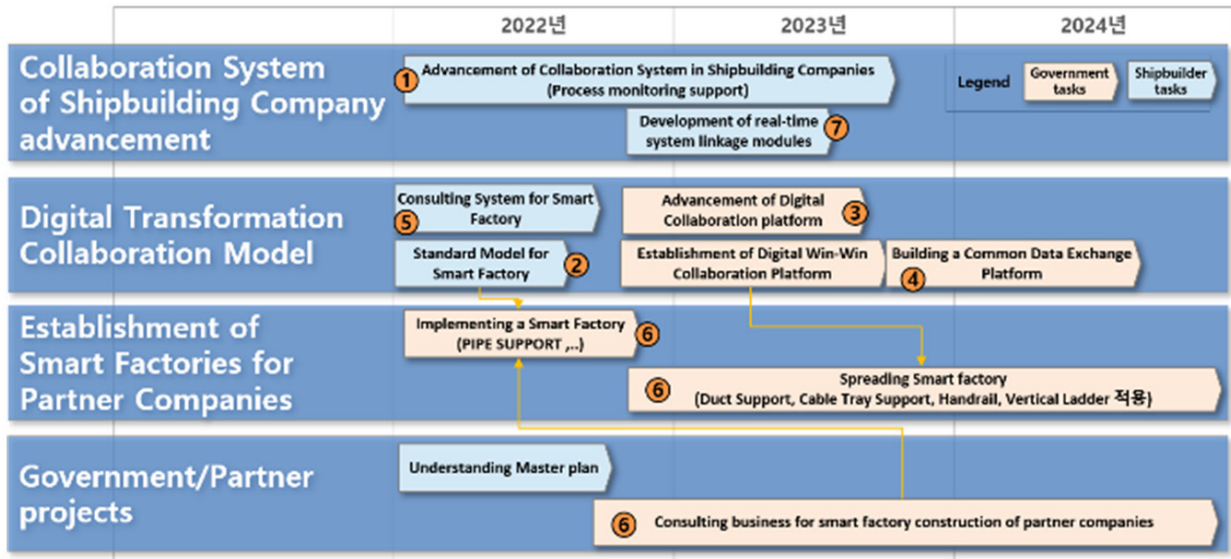 2022년 2023년 2024년
Collaboration System
of Shipbuilding Company
advancement
① Advancement of Collaboration System in Shipbuilding Companies
(Process monitoring support)
Development of real-time
system linkage modules ⑦
Legend
Government
tasks
Shipbuilder
tasks
Digital Transformation
Collaboration Model
Consulting System for Smart
Factory
⑤
Standard Model for
Smart Factory
②
Advancement of Digital
Collaboration platform
③
Establishment of Digital Win-Win
Collaboration Platform
Building a Common Data Exchange
Platform
④
Establishment of
Smart Factories for
Partner Companies
Implementing a Smart Factory
(PIPE SUPPORT ,..)
⑥
⑥
Spreading Smart factory
(Duct Support, Cable Tray Support, Handrail, Vertical Ladder 적용)
Government/Partner
projects
Understanding Master plan
⑥ Consulting business for smart factory construction of partner companies